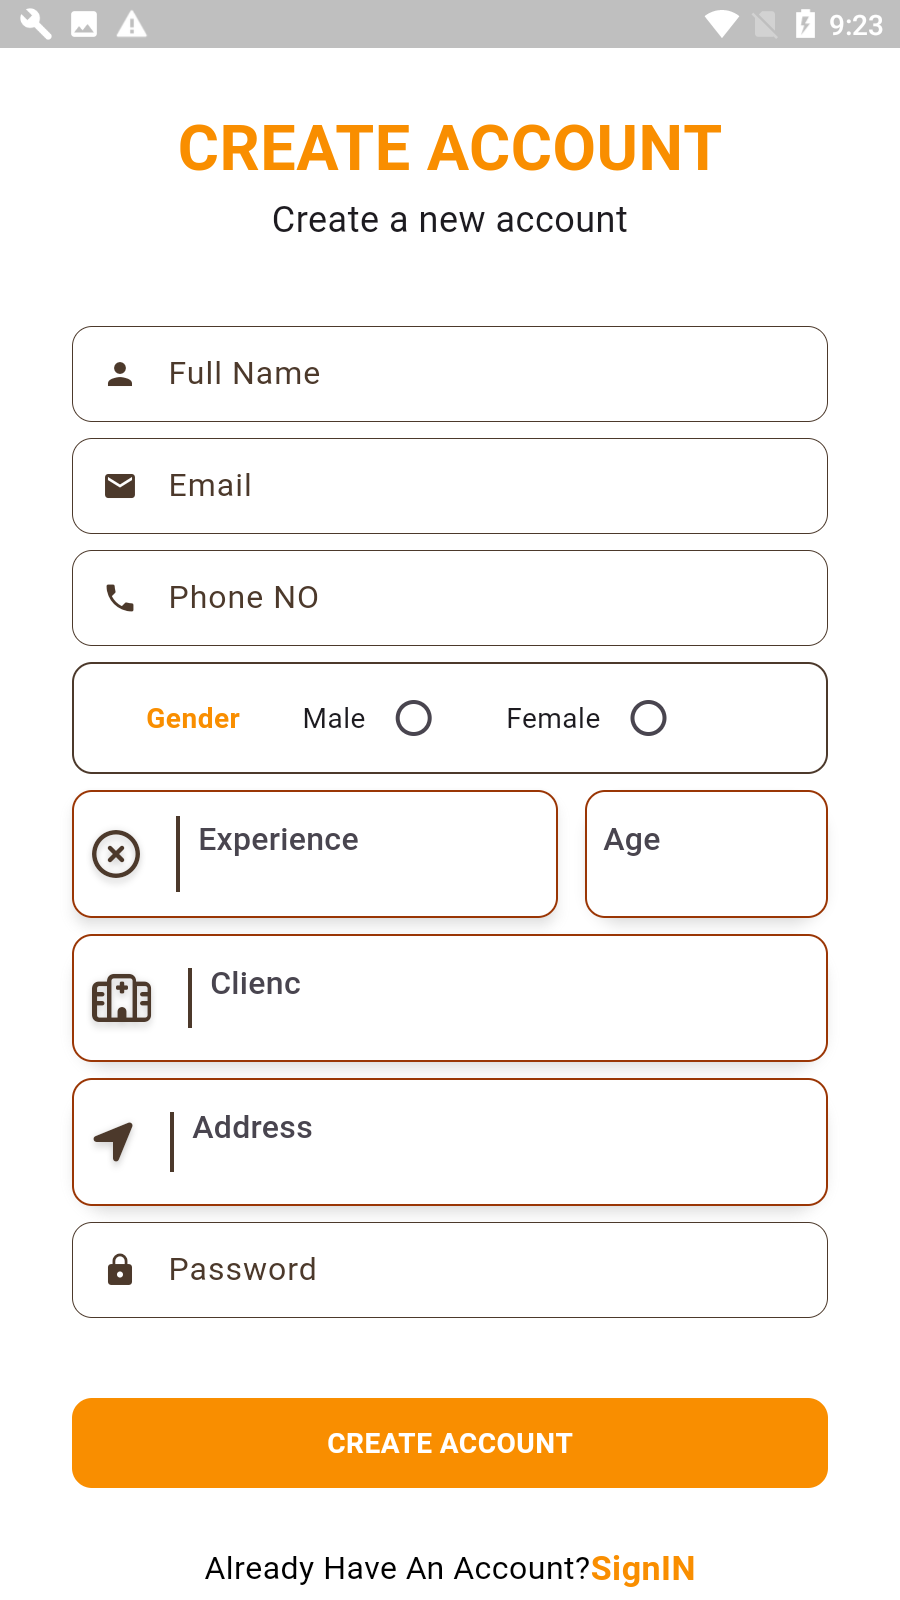 9:23
CREATE ACCOUNT
Create a new account
Full Name
Email
Phone NO
Gender Male Female
Experience Age
Clienc
Address
Password
CREATE ACCOUNT
Already Have An Account?SignIN